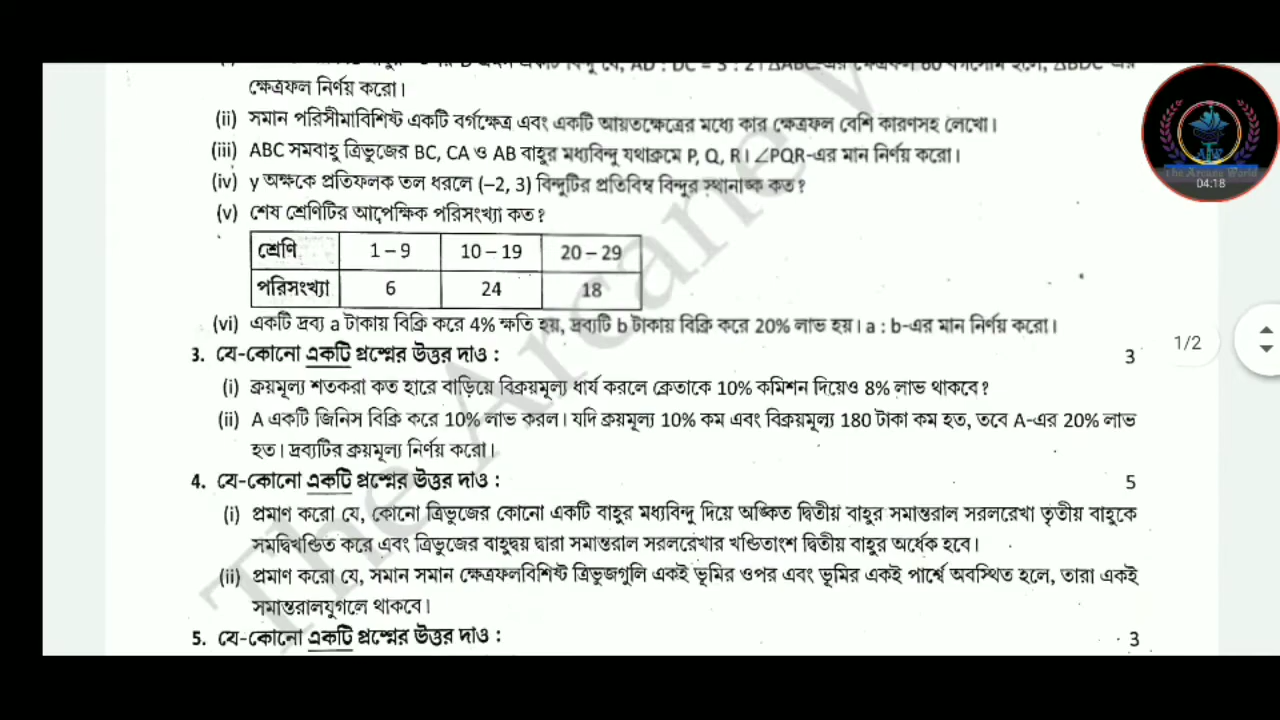 ক্ষেত্রফল নির্ণয় করো।
(ii) সমান পরিসীমাবিশিষ্ট একটি বর্গক্ষেত্র এবং একটি আয়তক্ষেত্রের মধ্যে কার ক্ষেত্রফল বেশি কারণসহ লেখো।
(iii) ABC সমবাহু ত্রিভুজের BC, CA ও AB বাহুর মধ্যবিন্দু যথাক্রমে P, Q, R। ∠PQR-এর মান নির্ণয় করো।
(iv) y অক্ষকে প্রতিফলক তল ধরলে (−2, 3) বিন্দুটির প্রতিবিম্ব বিন্দুর স্থানাঙ্ক কত?
The Arcane World
04:18
(v) শেষ শ্রেণিটির আপেক্ষিক পরিসংখ্যা কত?
শ্রেণি 1 – 9 10 – 19 20 – 29
পরিসংখ্যা 6 24 18
(vi) একটি দ্রব্য a টাকায় বিক্রি করে 4% ক্ষতি হয়, দ্রব্যটি b টাকায় বিক্রি করে 20% লাভ হয়। a : b-এর মান নির্ণয় করো।
1/2
3. যে-কোনো একটি প্রশ্নের উত্তর দাও : 3
(i) ক্রয়মূল্য শতকরা কত হারে বাড়িয়ে বিক্রয়মূল্য ধার্য করলে ক্রেতাকে 10% কমিশন দিয়েও 8% লাভ থাকবে?
(ii) A একটি জিনিস বিক্রি করে 10% লাভ করল। যদি ক্রয়মূল্য 10% কম এবং বিক্রয়মূল্য 180 টাকা কম হত, তবে A-এর 20% লাভ
হত। দ্রব্যটির ক্রয়মূল্য নির্ণয় করো।
4. যে-কোনো একটি প্রশ্নের উত্তর দাও : 5
(i) প্রমাণ করো যে, কোনো ত্রিভুজের কোনো একটি বাহুর মধ্যবিন্দু দিয়ে অঙ্কিত দ্বিতীয় বাহুর সমান্তরাল সরলরেখা তৃতীয় বাহুকে
সমদ্বিখন্ডিত করে এবং ত্রিভুজের বাহুদ্বয় দ্বারা সমান্তরাল সরলরেখার খন্ডিতাংশ দ্বিতীয় বাহুর অর্ধেক হবে।
(ii) প্রমাণ করো যে, সমান সমান ক্ষেত্রফলবিশিষ্ট ত্রিভুজগুলি একই ভূমির ওপর এবং ভূমির একই পার্শ্বে অবস্থিত হলে, তারা একই
সমান্তরালযুগলে থাকবে।
5. যে-কোনো একটি প্রশ্নের উত্তর দাও : 3